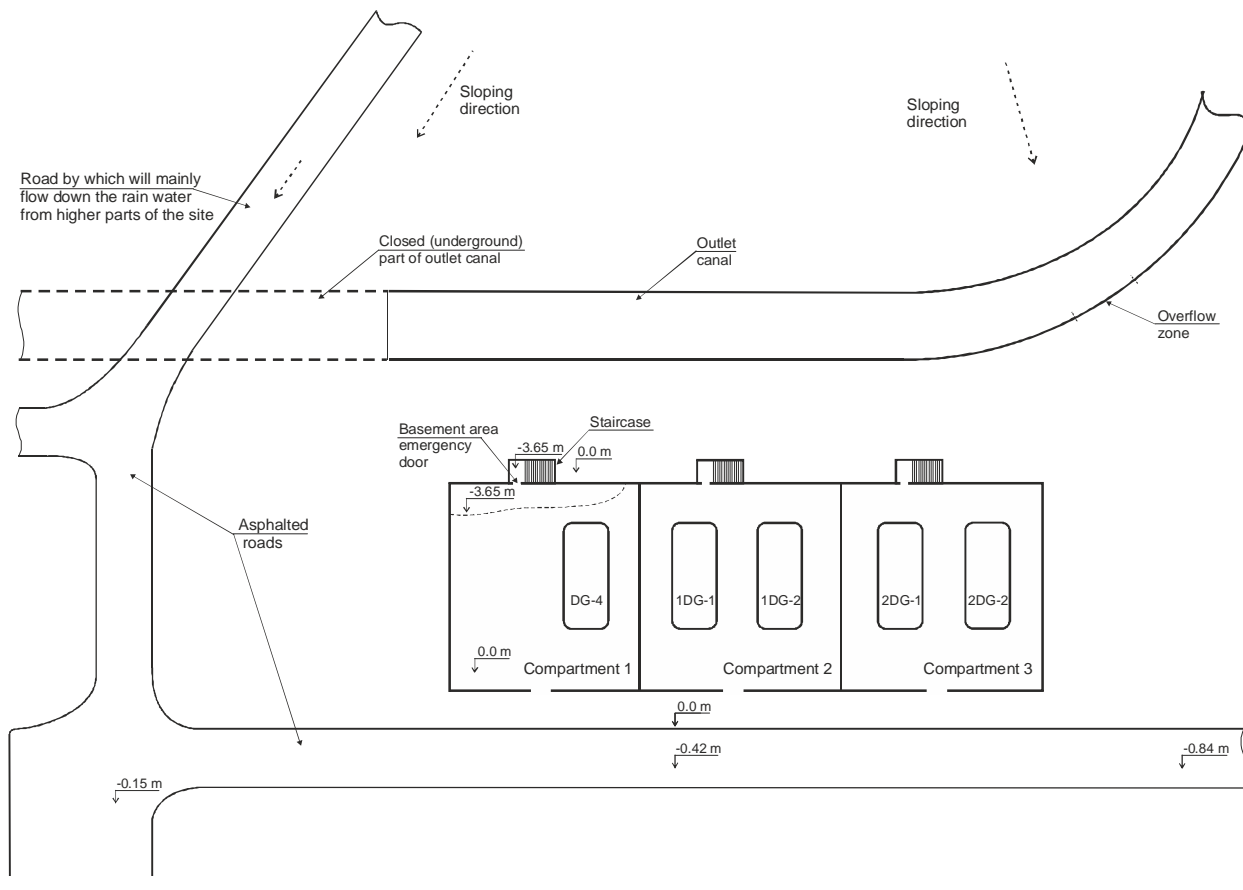 Sloping
direction
Sloping
direction
Road by which will mainly
flow down the rain water
from higher parts of the site
Closed (underground)
part of outlet canal
Outlet
canal
Overflow
zone
Basement area
emergency
door
Staircase
-3.65 m
0.0 m
-3.65 m
Asphalted
roads
DG-4
1DG-1
1DG-2
2DG-1
2DG-2
0.0 m
Compartment 1
Compartment 2
Compartment 3
0.0 m
-0.42 m
-0.84 m
-0.15 m